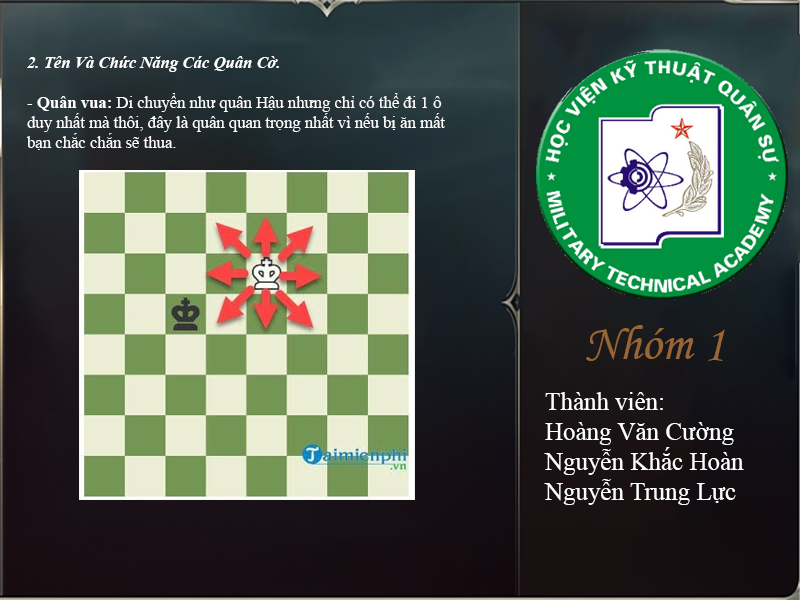 2. Tên Và Chức Năng Các Quân Cờ.
- Quân vua: Di chuyển như quân Hậu nhưng chỉ có thể đi 1 ô
duy nhất mà thôi, đây là quân quan trọng nhất vì nếu bị ăn mất
bạn chắc chắn sẽ thua.
Taimienphi
.vn
HỌC VIỆN KỸ THUẬT QUÂN SỰ
MILITARY TECHNICAL ACADEMY
Nhóm 1
Thành viên:
Hoàng Văn Cường
Nguyễn Khắc Hoàn
Nguyễn Trung Lực